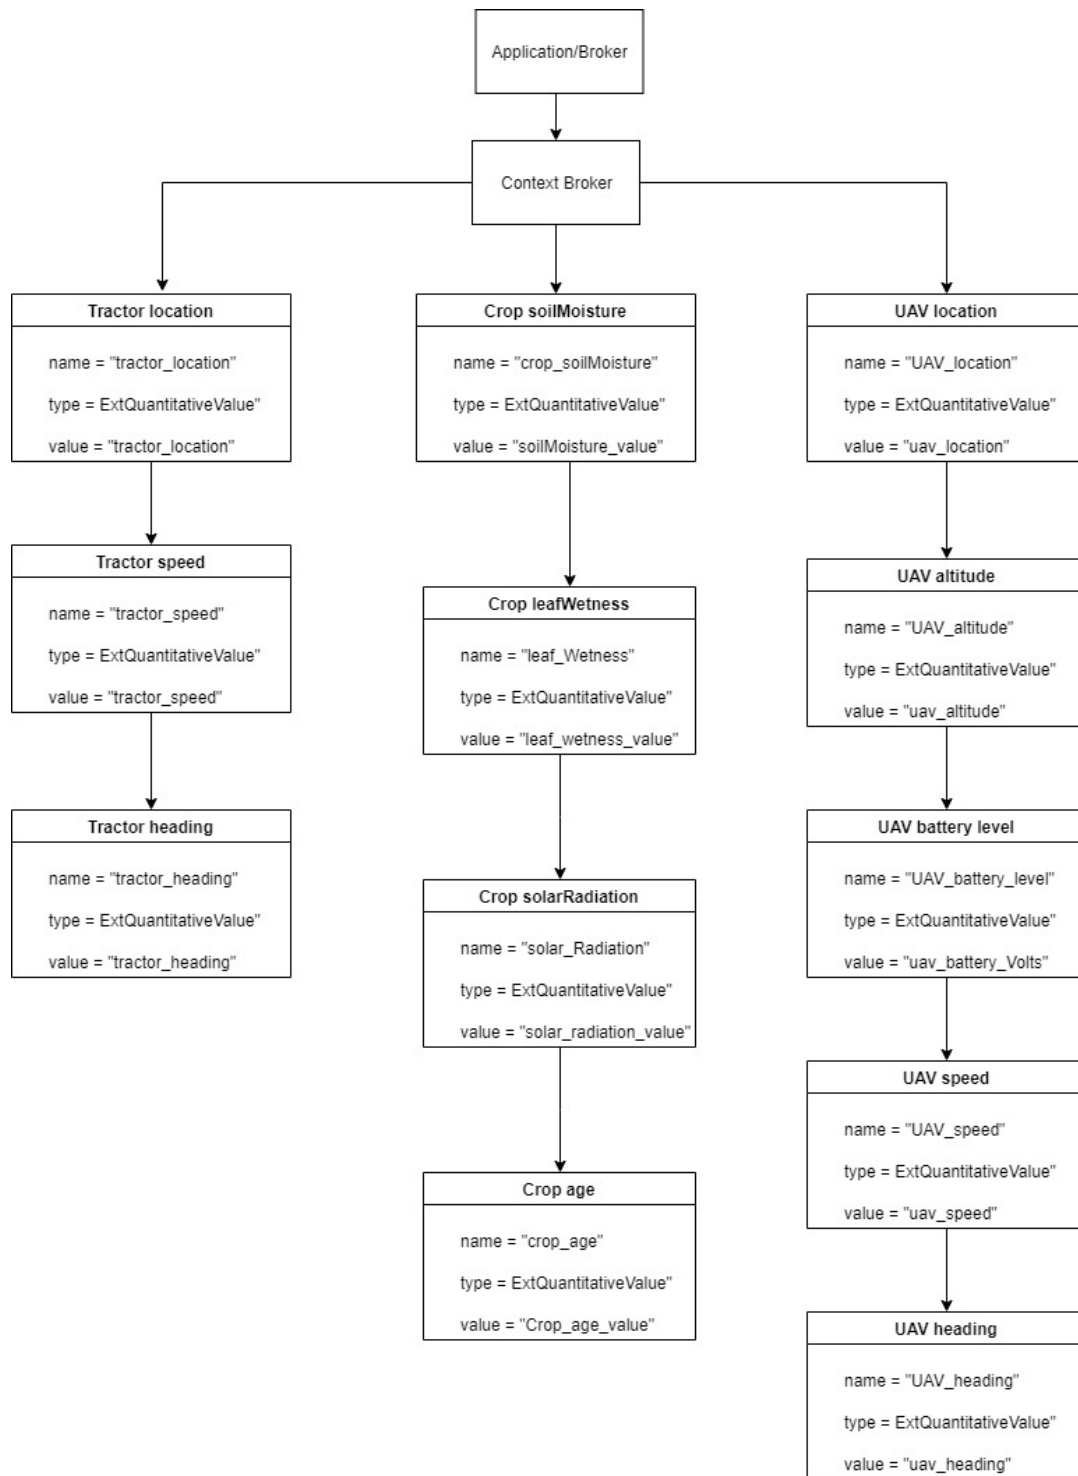 Application/Broker
Context Broker
Tractor location
name = "tractor_location"
type = ExtQuantitativeValue"
value = "tractor_location"
Tractor speed
name = "tractor_speed"
type = ExtQuantitativeValue"
value = "tractor_speed"
Tractor heading
name = "tractor_heading"
type = ExtQuantitativeValue"
value = "tractor_heading"
Crop soilMoisture
name = "crop_soilMoisture"
type = ExtQuantitativeValue"
value = "soilMoisture_value"
Crop leafWetness
name = "leaf_Wetness"
type = ExtQuantitativeValue"
value = "leaf_wetness_value"
Crop solarRadiation
name = "solar_Radiation"
type = ExtQuantitativeValue"
value = "solar_radiation_value"
Crop age
name = "crop_age"
type = ExtQuantitativeValue"
value = "Crop_age_value"
UAV location
name = "UAV_location"
type = ExtQuantitativeValue"
value = "uav_location"
UAV altitude
name = "UAV_altitude"
type = ExtQuantitativeValue"
value = "uav_altitude"
UAV battery level
name = "UAV_battery_level"
type = ExtQuantitativeValue"
value = "uav_battery_Volts"
UAV speed
name = "UAV_speed"
type = ExtQuantitativeValue"
value = "uav_speed"
UAV heading
name = "UAV_heading"
type = ExtQuantitativeValue"
value = "uav_heading"